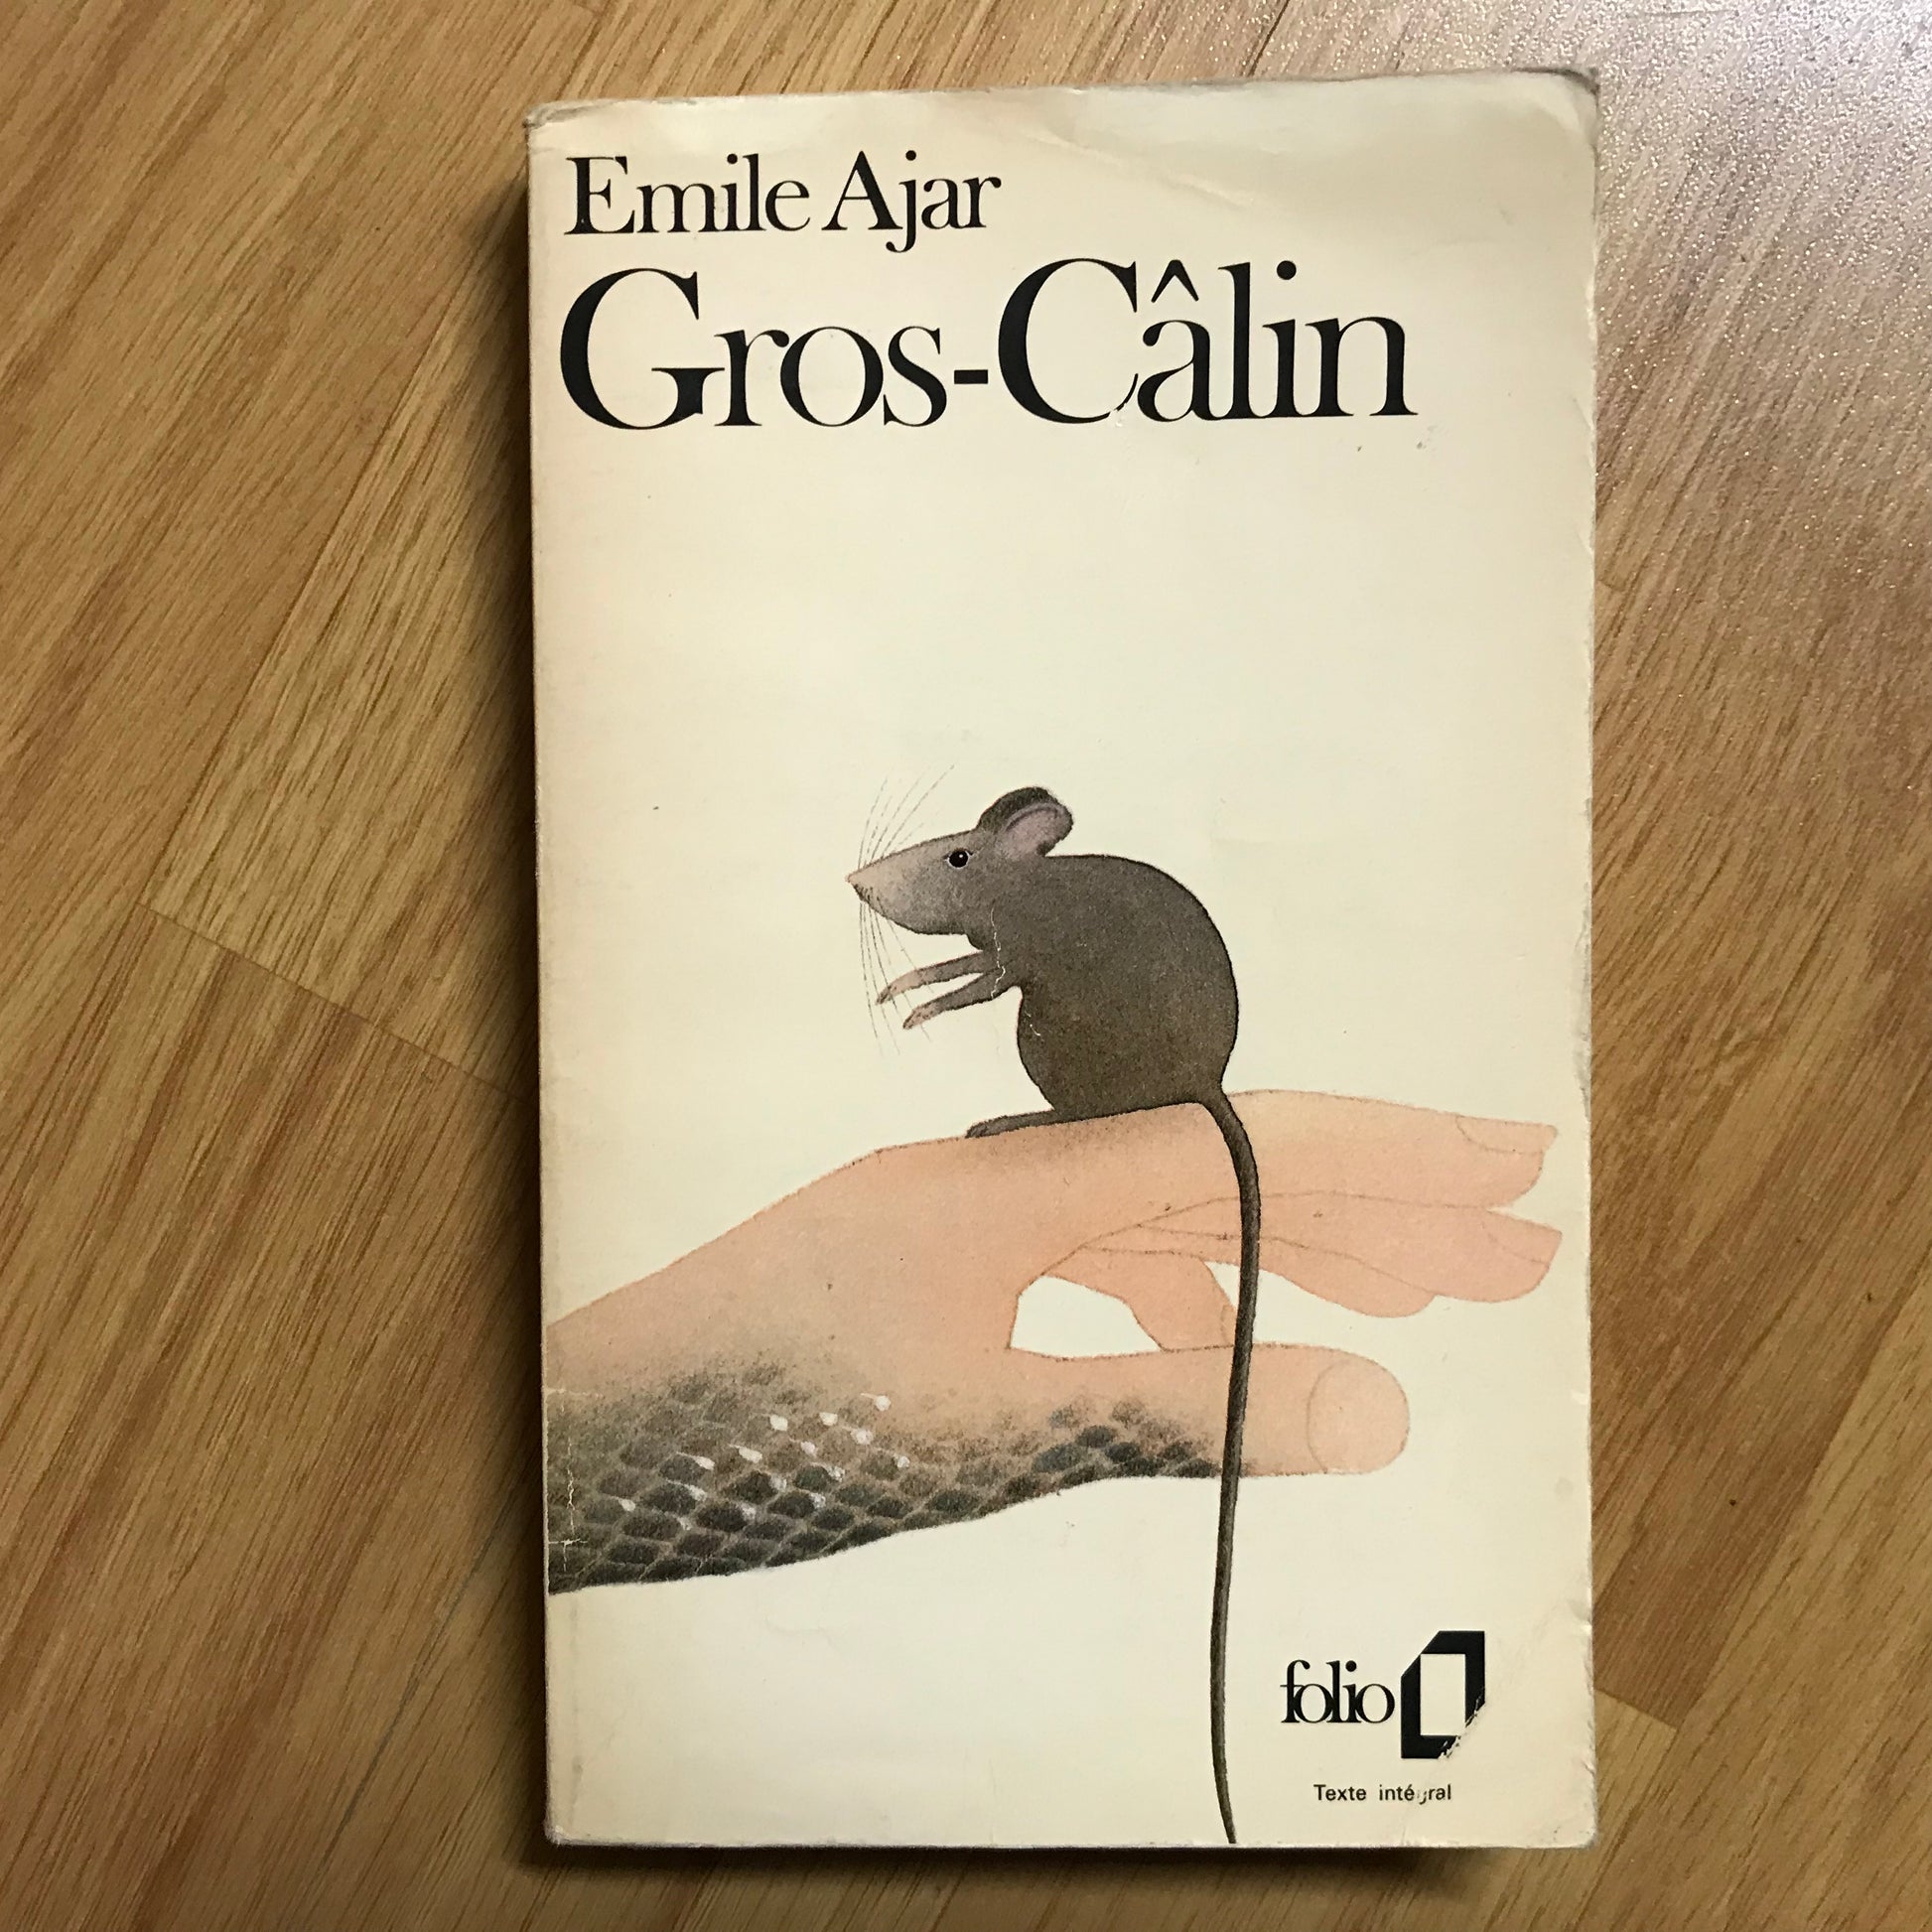 Emile Ajar
Gros-Câlin
folio
Texte intégral